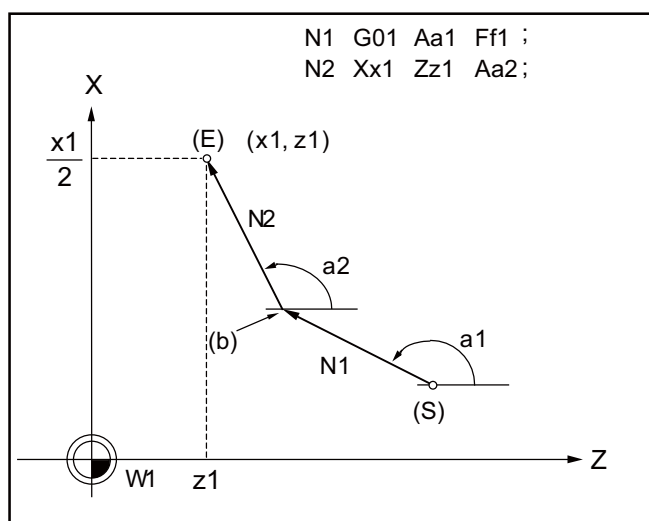 N1 G01 Aa1 Ff1 ;
N2 Xx1 Zz1 Aa2 ;
X
(E) (x1, z1)
x1
2
N2
a2
(b)
a1
N1
(S)
W1
z1
Z